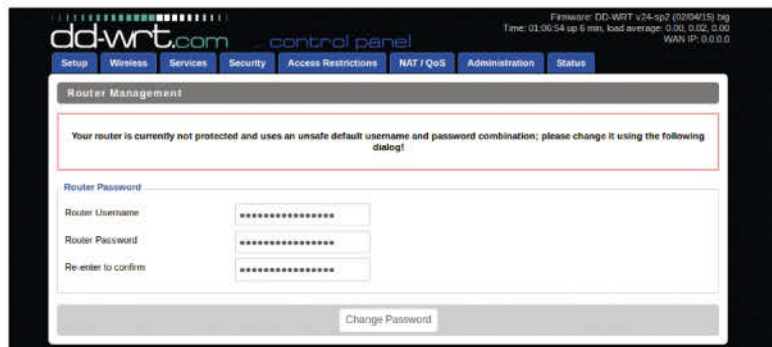 Firmware: DD-WRT v24-sp2 (02/04/15) big
Time: 01:06:54 up 6 min, load average: 0.00, 0.02, 0.00
WAN IP: 0.0.0.0
dd-wrt.com ... control panel
Setup Wireless Services Security Access Restrictions NAT / QoS Administration Status
Router Management
Your router is currently not protected and uses an unsafe default username and password combination; please change it using the following
dialog!
Router Password
Router Username ●●●●●●●●●●●●●●●●
Router Password ●●●●●●●●●●●●●●●●
Re-enter to confirm ●●●●●●●●●●●●●●●●
Change Password